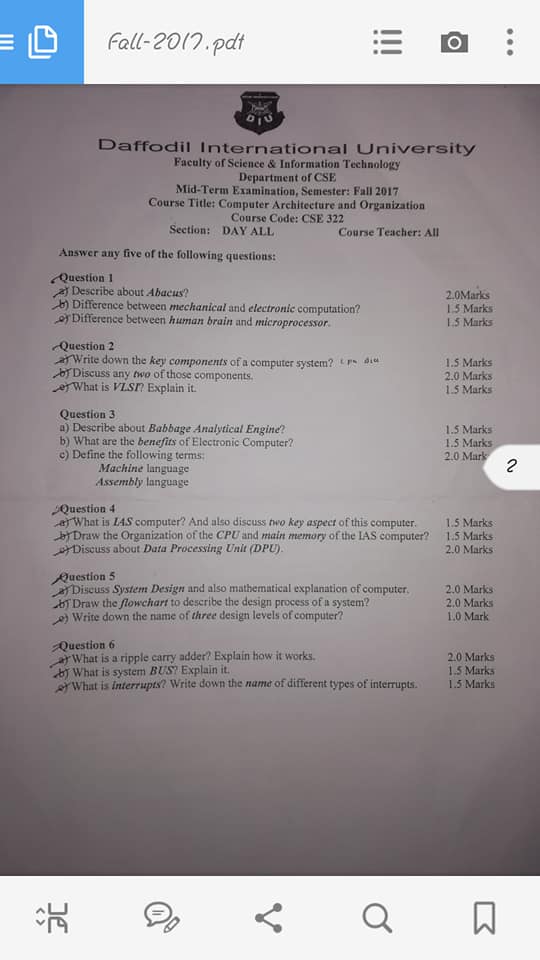 Fall-2017.pdf
DIU
Daffodil International University
Faculty of Science & Information Technology
Department of CSE
Mid-Term Examination, Semester: Fall 2017
Course Title: Computer Architecture and Organization
Course Code: CSE 322
Section: DAY ALL Course Teacher: All
Answer any five of the following questions:
Question 1
a) Describe about Abacus? 2.0Marks
b) Difference between mechanical and electronic computation? 1.5 Marks
c) Difference between human brain and microprocessor. 1.5 Marks
Question 2
a) Write down the key components of a computer system? 1.5 Marks
b) Discuss any two of those components. 2.0 Marks
c) What is VLSI? Explain it. 1.5 Marks
Question 3
a) Describe about Babbage Analytical Engine? 1.5 Marks
b) What are the benefits of Electronic Computer? 1.5 Marks
c) Define the following terms: 2.0 Mark
Machine language
Assembly language
2
Question 4
a) What is IAS computer? And also discuss two key aspect of this computer. 1.5 Marks
b) Draw the Organization of the CPU and main memory of the IAS computer? 1.5 Marks
c) Discuss about Data Processing Unit (DPU). 2.0 Marks
Question 5
a) Discuss System Design and also mathematical explanation of computer. 2.0 Marks
b) Draw the flowchart to describe the design process of a system? 2.0 Marks
c) Write down the name of three design levels of computer? 1.0 Mark
Question 6
a) What is a ripple carry adder? Explain how it works. 2.0 Marks
b) What is system BUS? Explain it. 1.5 Marks
c) What is interrupts? Write down the name of different types of interrupts. 1.5 Marks